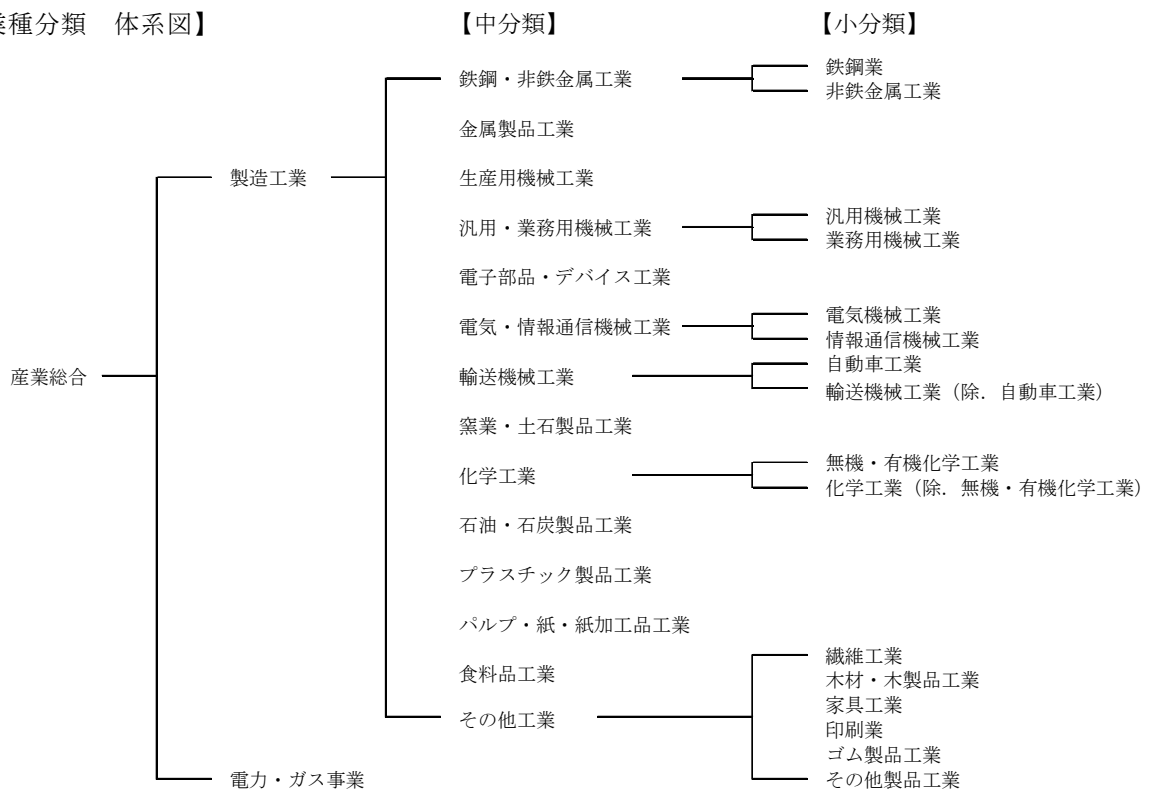 業種分類　体系図】
【中分類】
【小分類】
鉄鋼・非鉄金属工業
鉄鋼業
非鉄金属工業
金属製品工業
製造工業
生産用機械工業
汎用・業務用機械工業
汎用機械工業
業務用機械工業
電子部品・デバイス工業
電気・情報通信機械工業
電気機械工業
情報通信機械工業
産業総合
輸送機械工業
自動車工業
輸送機械工業（除．自動車工業）
窯業・土石製品工業
化学工業
無機・有機化学工業
化学工業（除．無機・有機化学工業）
石油・石炭製品工業
プラスチック製品工業
パルプ・紙・紙加工品工業
食料品工業
繊維工業
木材・木製品工業
家具工業
その他工業
印刷業
ゴム製品工業
その他製品工業
電力・ガス事業